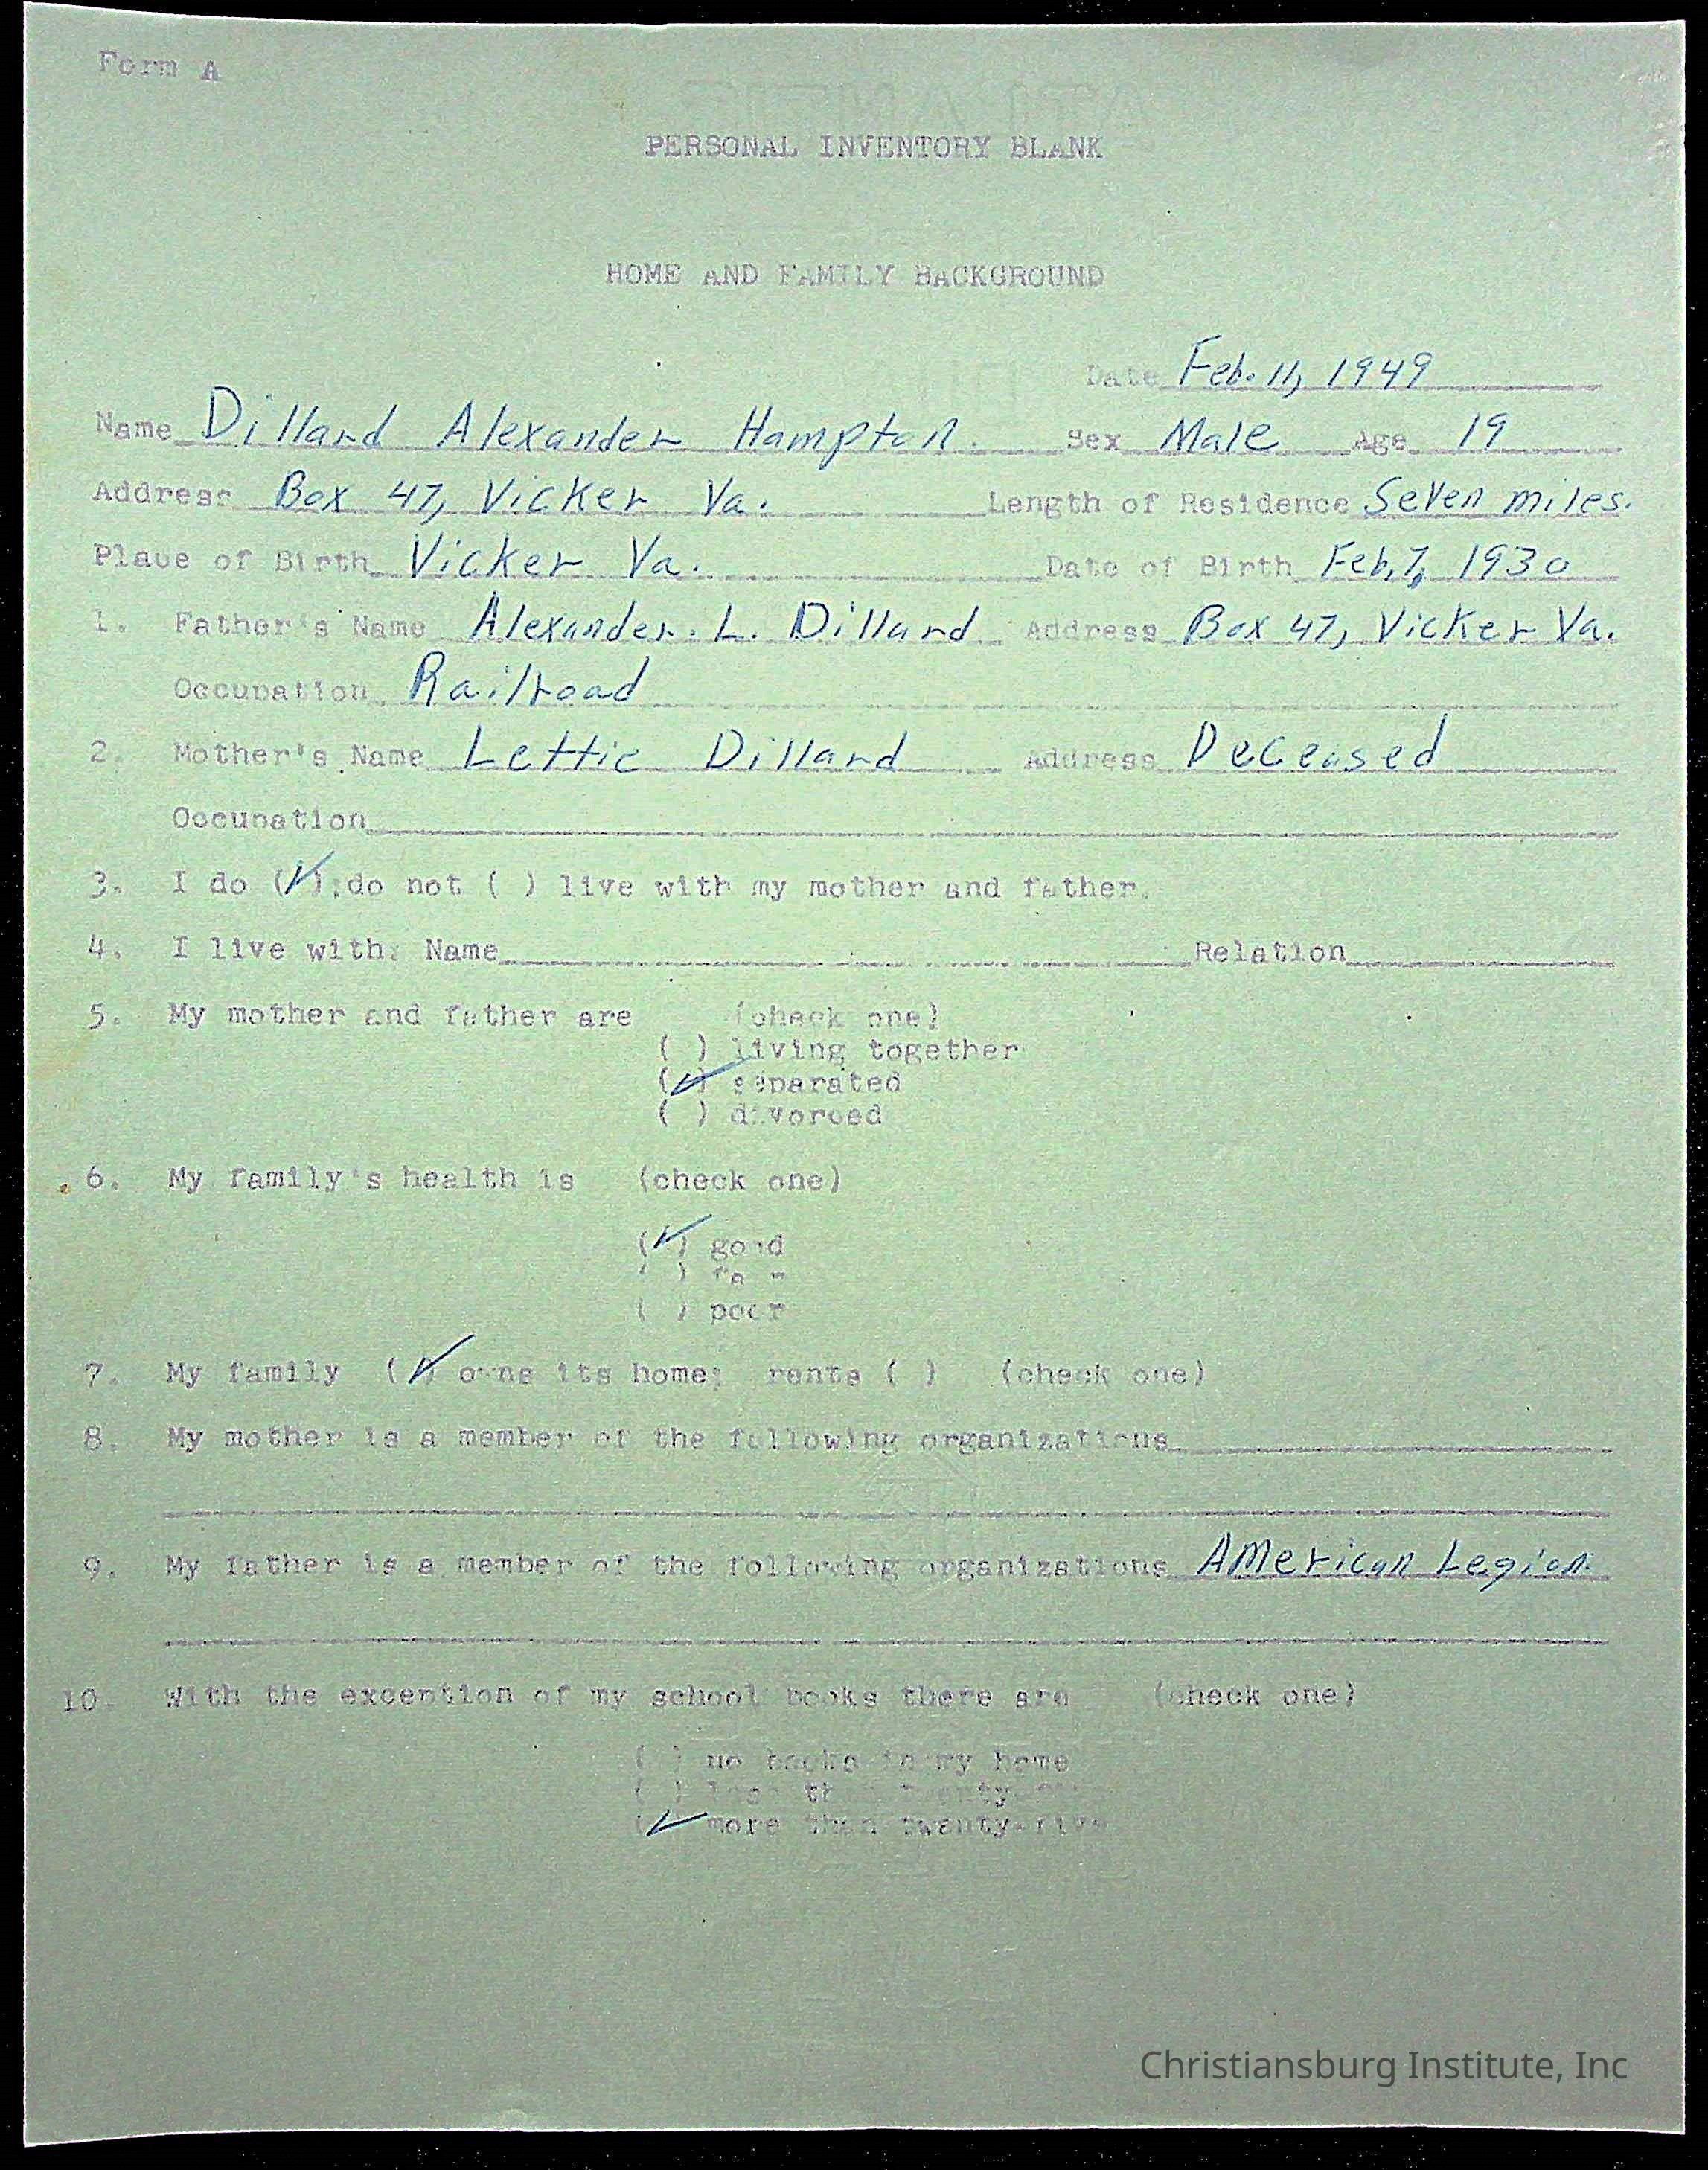 Form A
PERSONAL INVENTORY BLANK
HOME AND FAMILY BACKGROUND
Date Feb. 11, 1949
Name Dillard Alexander Hampton. Sex Male Age 19
Address Box 47, Vicker Va. Length of Residence Seven miles.
Place of Birth Vicker Va. Date of Birth Feb, 7, 1930
1. Father's Name Alexander. L. Dillard Address Box 47, Vicker Va.
Occupation Railroad
2. Mother's Name Lettie Dillard Address Deceased
Occupation
3. I do (✓);do not ( ) live with my mother and father.
4. I live with: Name Relation
5. My mother and father are (check one)
( ) living together
(✓) separated
( ) divorced
6. My family's health is (check one)
(✓) good
( ) fair
( ) poor
7. My family (✓) owns its home; rents ( ) (check one)
8. My mother is a member of the following organizations
9. My father is a member of the following organizations American Legion.
10. With the exception of my school books there are (check one)
( ) no books in my home
( ) less than twenty
(✓) more than twenty-five
Christiansburg Institute, Inc